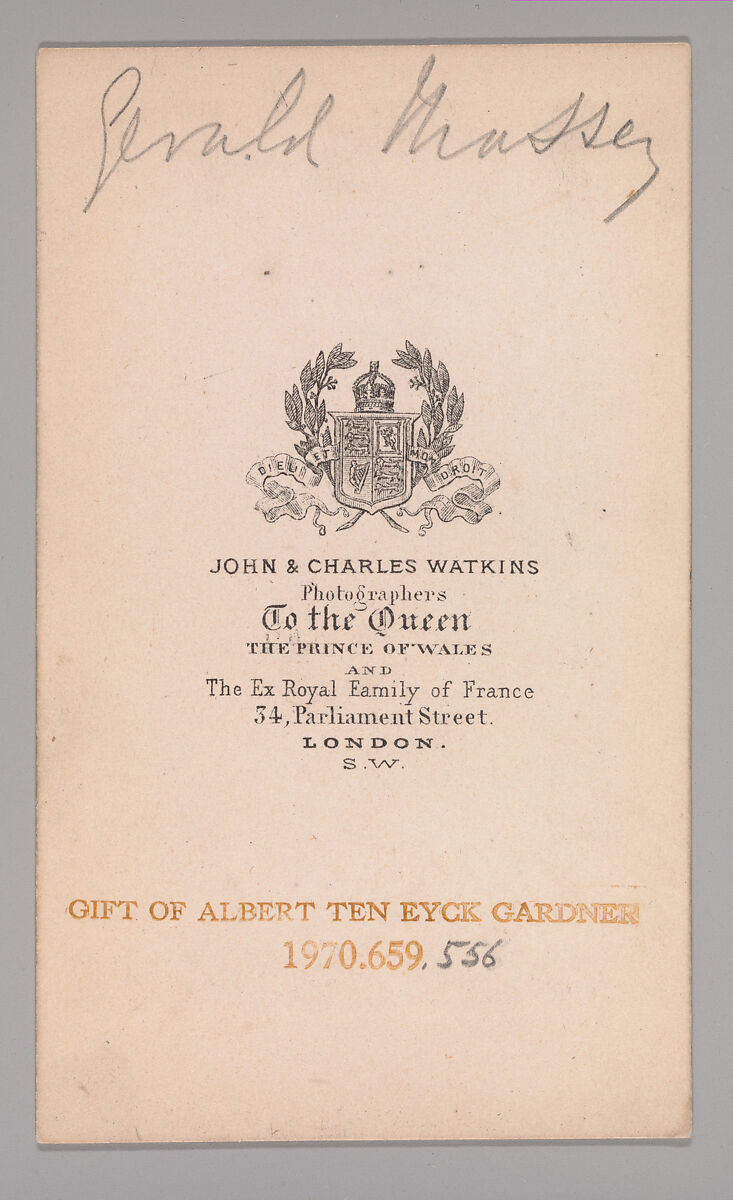 Gerald Massey
DIEU ET MON DROIT
JOHN & CHARLES WATKINS
Photographers
To the Queen
THE PRINCE OF WALES
AND
The Ex Royal Family of France
34, Parliament Street.
LONDON.
S.W.
GIFT OF ALBERT TEN EYCK GARDNER
1970.659.556